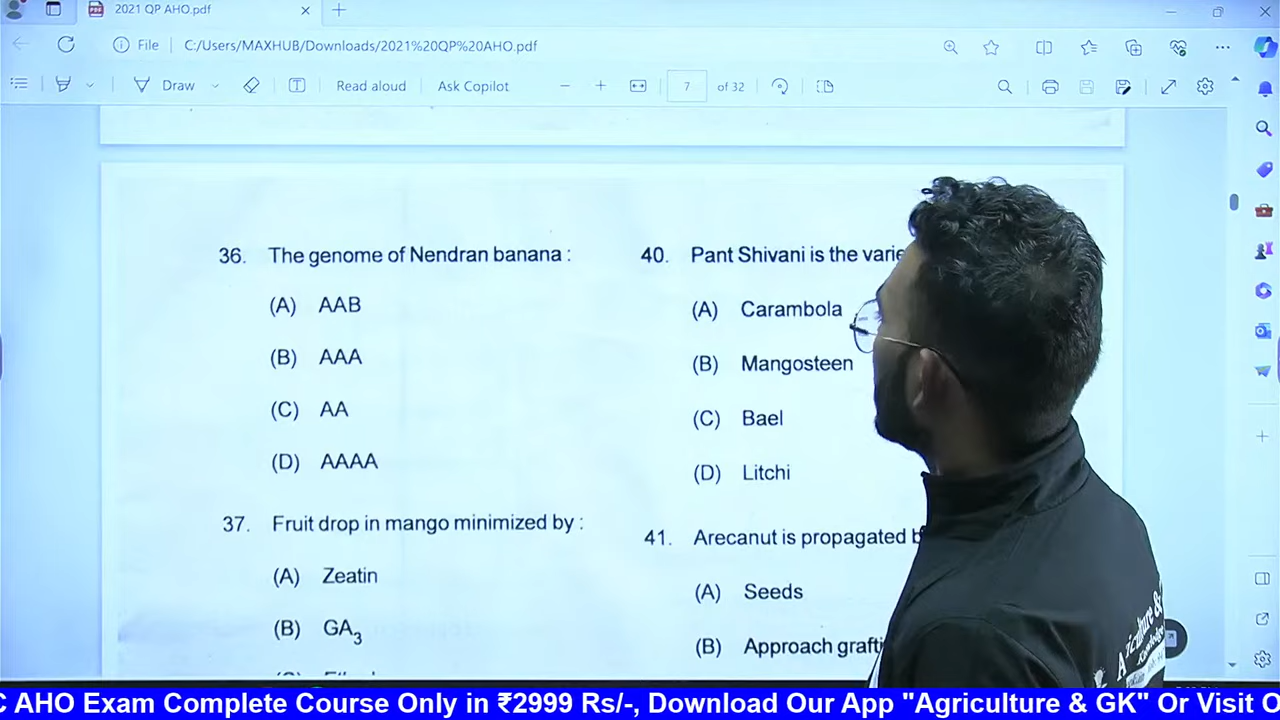 2021 QP AHO.pdf
File
C:/Users/MAXHUB/Downloads/2021%20QP%20AHO.pdf
Draw
Read aloud
Ask Copilot
7
of 32
36. The genome of Nendran banana :
(A) AAB
(B) AAA
(C) AA
(D) AAAA
37. Fruit drop in mango minimized by :
(A) Zeatin
(B) GA3
40. Pant Shivani is the varie
(A) Carambola
(B) Mangosteen
(C) Bael
(D) Litchi
41. Arecanut is propagated b
(A) Seeds
(B) Approach grafti
C AHO Exam Complete Course Only in ₹2999 Rs/-, Download Our App "Agriculture & GK" Or Visit O